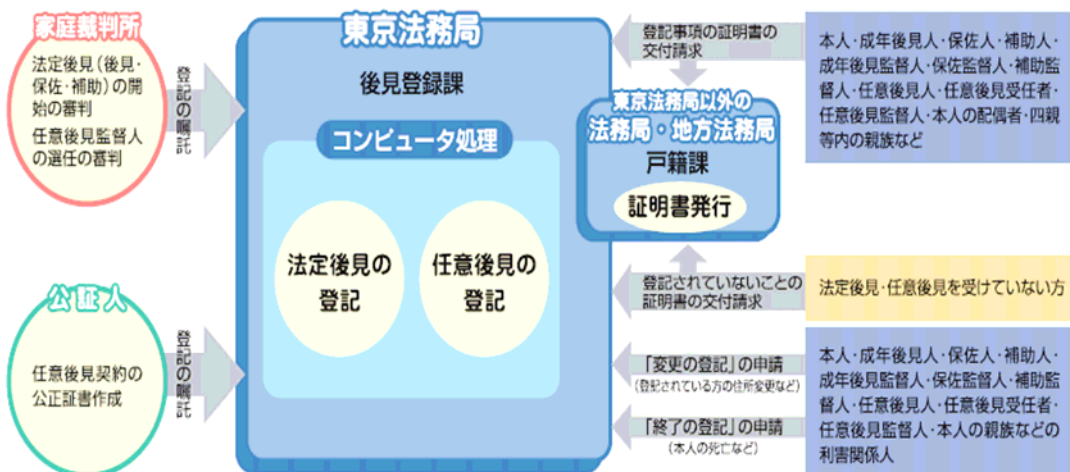 家庭裁判所
法定後見(後見・
保佐・補助)の開
始の審判
任意後見監督人
の選任の審判
登記の嘱託
公証人
任意後見契約の
公正証書作成
登記の嘱託
東京法務局
後見登録課
コンピュータ処理
法定後見の
登記
任意後見の
登記
登記事項の証明書の
交付請求
東京法務局以外の
法務局・地方法務局
戸籍課
証明書発行
登記されていないことの
証明書の交付請求
「変更の登記」の申請
(登記されている方の住所変更など)
「終了の登記」の申請
(本人の死亡など)
本人・成年後見人・保佐人・補助人・
成年後見監督人・保佐監督人・補助監
督人・任意後見人・任意後見受任者・
任意後見監督人・本人の配偶者・四親
等内の親族など
法定後見・任意後見を受けていない方
本人・成年後見人・保佐人・補助人・
成年後見監督人・保佐監督人・補助監
督人・任意後見人・任意後見受任者・
任意後見監督人・本人の親族などの
利害関係人